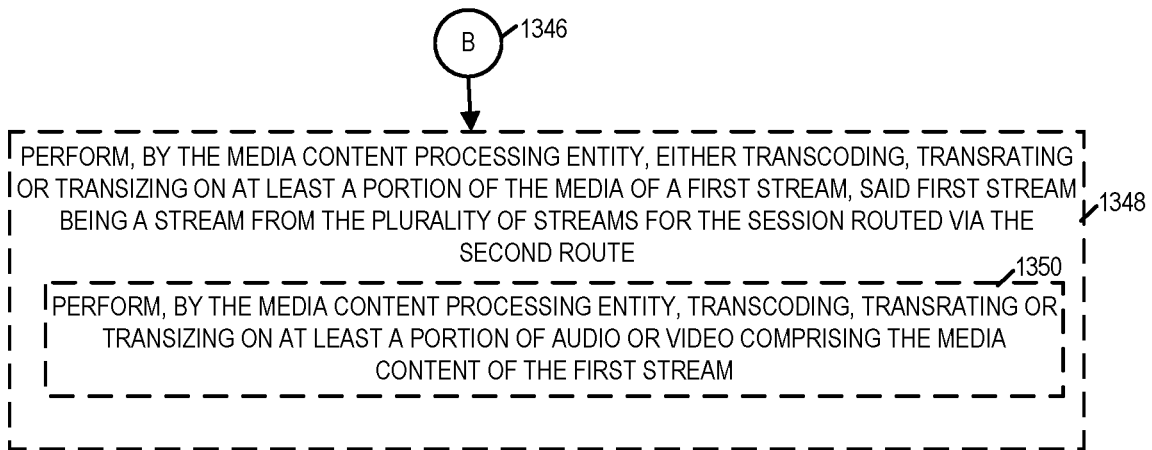 B
1346
PERFORM, BY THE MEDIA CONTENT PROCESSING ENTITY, EITHER TRANSCODING, TRANSRATING
OR TRANSIZING ON AT LEAST A PORTION OF THE MEDIA OF A FIRST STREAM, SAID FIRST STREAM
BEING A STREAM FROM THE PLURALITY OF STREAMS FOR THE SESSION ROUTED VIA THE
SECOND ROUTE
1348
1350
PERFORM, BY THE MEDIA CONTENT PROCESSING ENTITY, TRANSCODING, TRANSRATING OR
TRANSIZING ON AT LEAST A PORTION OF AUDIO OR VIDEO COMPRISING THE MEDIA
CONTENT OF THE FIRST STREAM